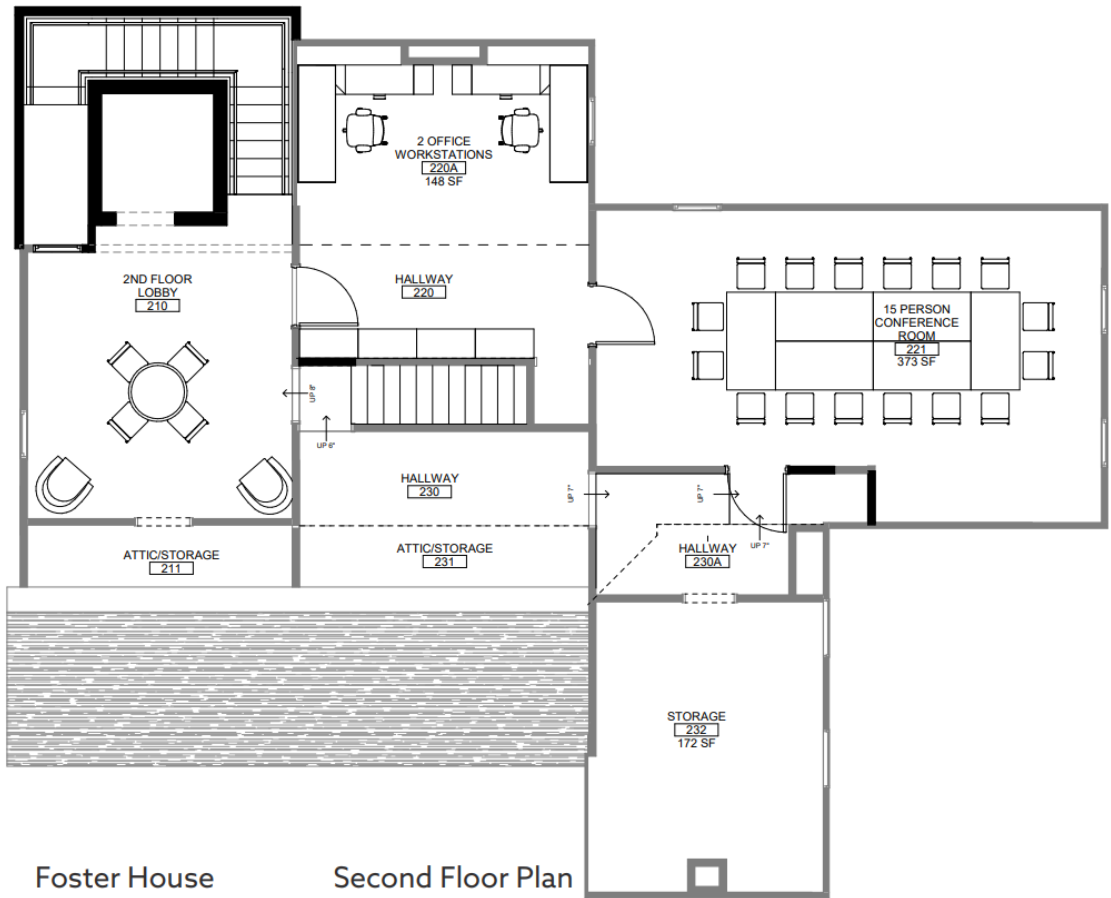 2 OFFICE
WORKSTATIONS
220A
148 SF
2ND FLOOR
LOBBY
210
HALLWAY
220
15 PERSON
CONFERENCE
ROOM
221
373 SF
UP 8"
UP 6"
HALLWAY
230
UP 7"
UP 7"
UP 7"
ATTIC/STORAGE
211
ATTIC/STORAGE
231
HALLWAY
230A
STORAGE
232
172 SF
Foster House
Second Floor Plan